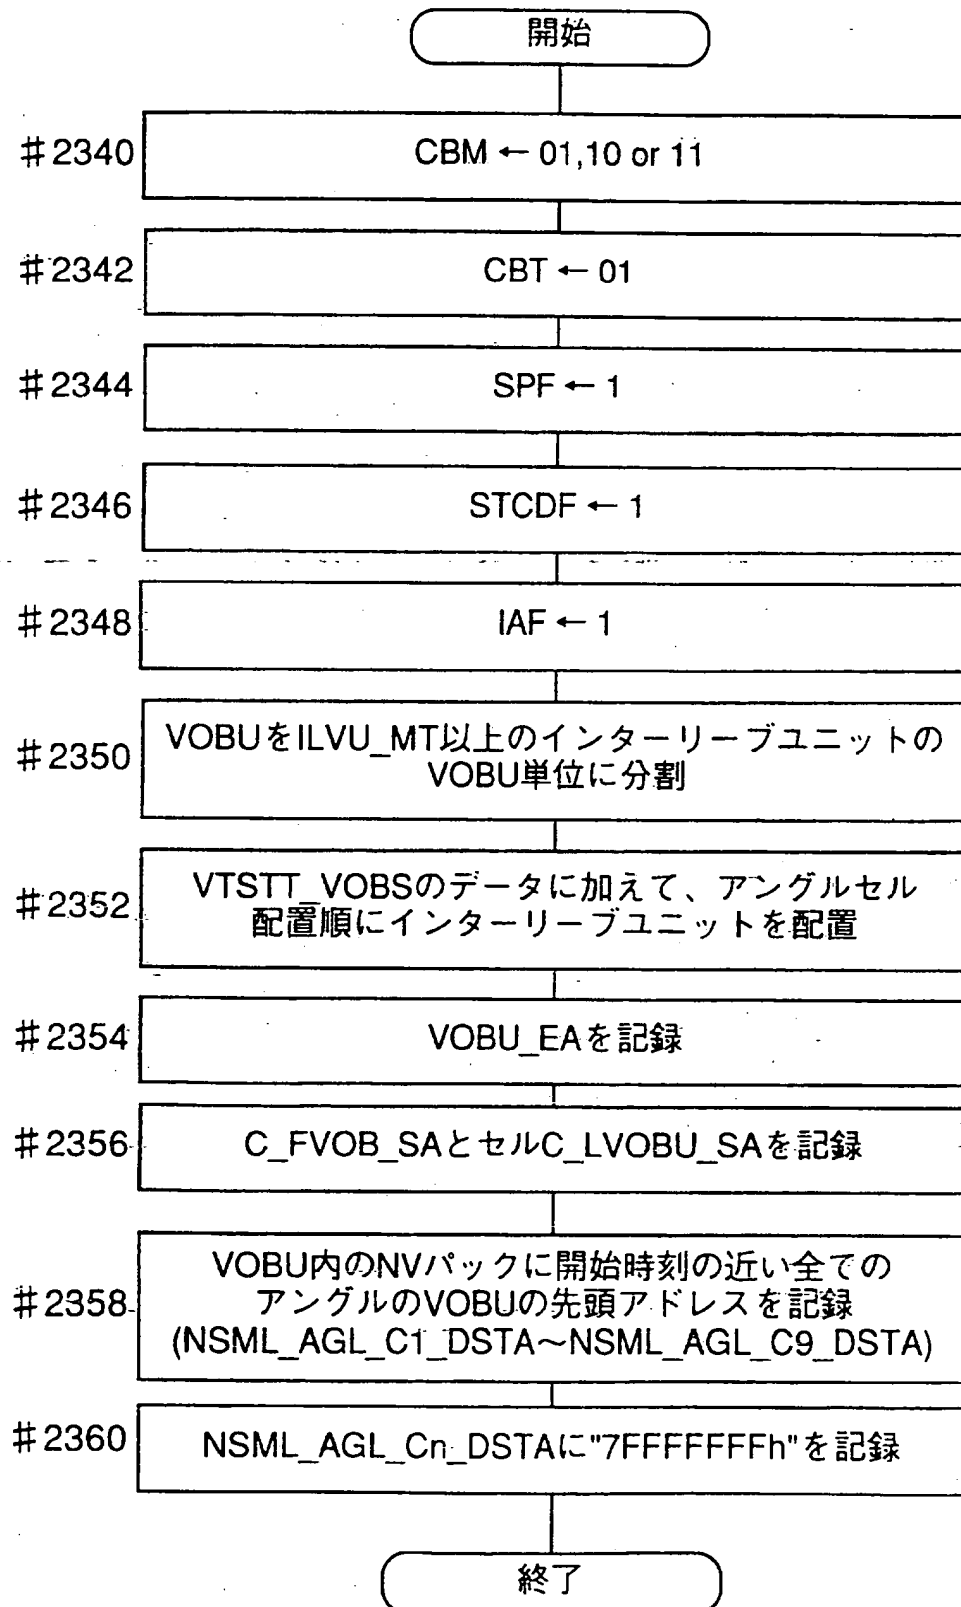 開始
#2340
CBM ← 01,10 or 11
#2342
CBT ← 01
#2344
SPF ← 1
#2346
STCDF ← 1
#2348
IAF ← 1
#2350
VOBUをILVU_MT以上のインターリーブユニットの
VOBU単位に分割
#2352
VTSTT_VOBSのデータに加えて、アングルセル
配置順にインターリーブユニットを配置
#2354
VOBU_EAを記録
#2356
C_FVOB_SAとセルC_LVOBU_SAを記録
#2358
VOBU内のNVパックに開始時刻の近い全ての
アングルのVOBUの先頭アドレスを記録
(NSML_AGL_C1_DSTA～NSML_AGL_C9_DSTA)
#2360
NSML_AGL_Cn_DSTAに"7FFFFFFFh"を記録
終了